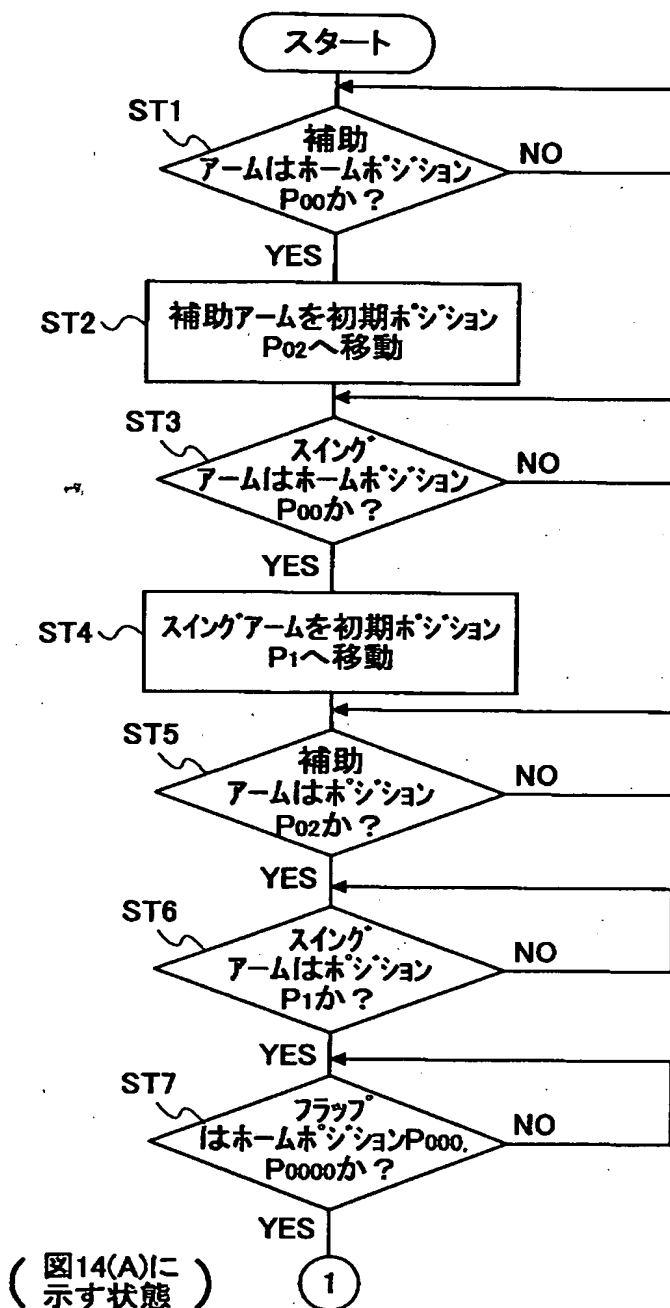 スタート
ST1
補助
アームはホームポジション
P00か?
NO
YES
ST2
補助アームを初期ポジション
P02へ移動
ST3
スイング
アームはホームポジション
P00か?
NO
YES
ST4
スイングアームを初期ポジション
P1へ移動
ST5
補助
アームはポジション
P02か?
NO
YES
ST6
スイング
アームはポジション
P1か?
NO
YES
ST7
フラップ
はホームポジションP000,
P0000か?
NO
YES
(図14(A)に
示す状態)
1